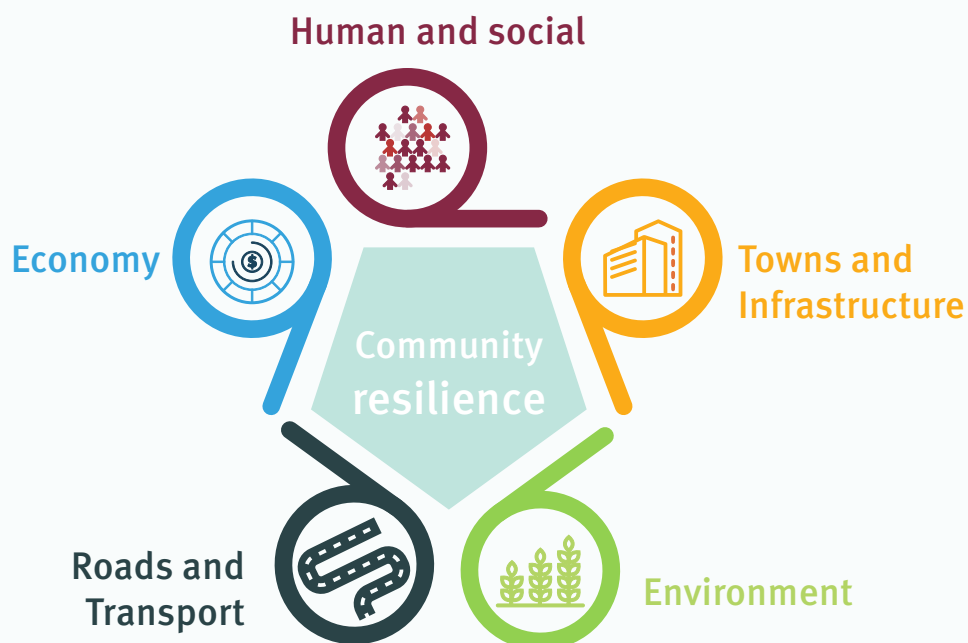 Human and social
Economy
Towns and
Infrastructure
Community
resilience
Roads and
Transport
Environment
$